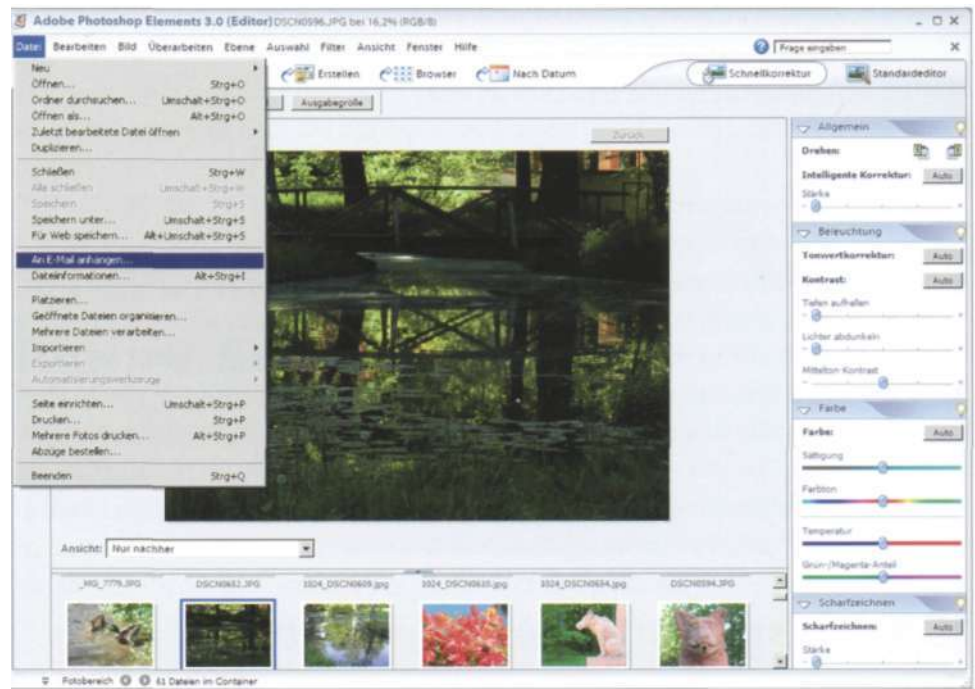 Adobe Photoshop Elements 3.0 (Editor) DSCN0596.JPG bei 16,2% (RGB/8)
Datei Bearbeiten Bild Überarbeiten Ebene Auswahl Filter Ansicht Fenster Hilfe Frage eingeben
Erstellen Browser Nach Datum Schnellkorrektur Standardeditor
Ausgabegröße
Zurück
Neu
Öffnen... Strg+O
Ordner durchsuchen... Umschalt+Strg+O
Öffnen als... Alt+Strg+O
Zuletzt bearbeitete Datei öffnen
Duplizieren...
Schließen Strg+W
Alle schließen Umschalt+Strg+W
Speichern Strg+S
Speichern unter... Umschalt+Strg+S
Für Web speichern... Alt+Umschalt+Strg+S
An E-Mail anhängen...
Dateiinformationen... Alt+Strg+I
Platzieren...
Geöffnete Dateien organisieren...
Mehrere Dateien verarbeiten...
Importieren
Exportieren
Automatisierungswerkzeuge
Seite einrichten... Umschalt+Strg+P
Drucken... Strg+P
Mehrere Fotos drucken... Alt+Strg+P
Abzüge bestellen...
Beenden Strg+Q
Allgemein
Drehen:
Intelligente Korrektur: Auto
Stärke
Beleuchtung
Tonwertkorrektur: Auto
Kontrast: Auto
Tiefen aufhellen
Lichter abdunkeln
Mittelton-Kontrast
Farbe
Farbe: Auto
Sättigung
Farbton
Temperatur
Grün-/Magenta-Anteil
Scharfzeichnen
Scharfzeichnen: Auto
Stärke
Ansicht: Nur nachher
_MG_7779.JPG DSCN0652.JPG 1024_DSCN0609.jpg 1024_DSCN0610.jpg 1024_DSCN0634.jpg DSCN0594.JPG
Fotobereich 61 Dateien im Container